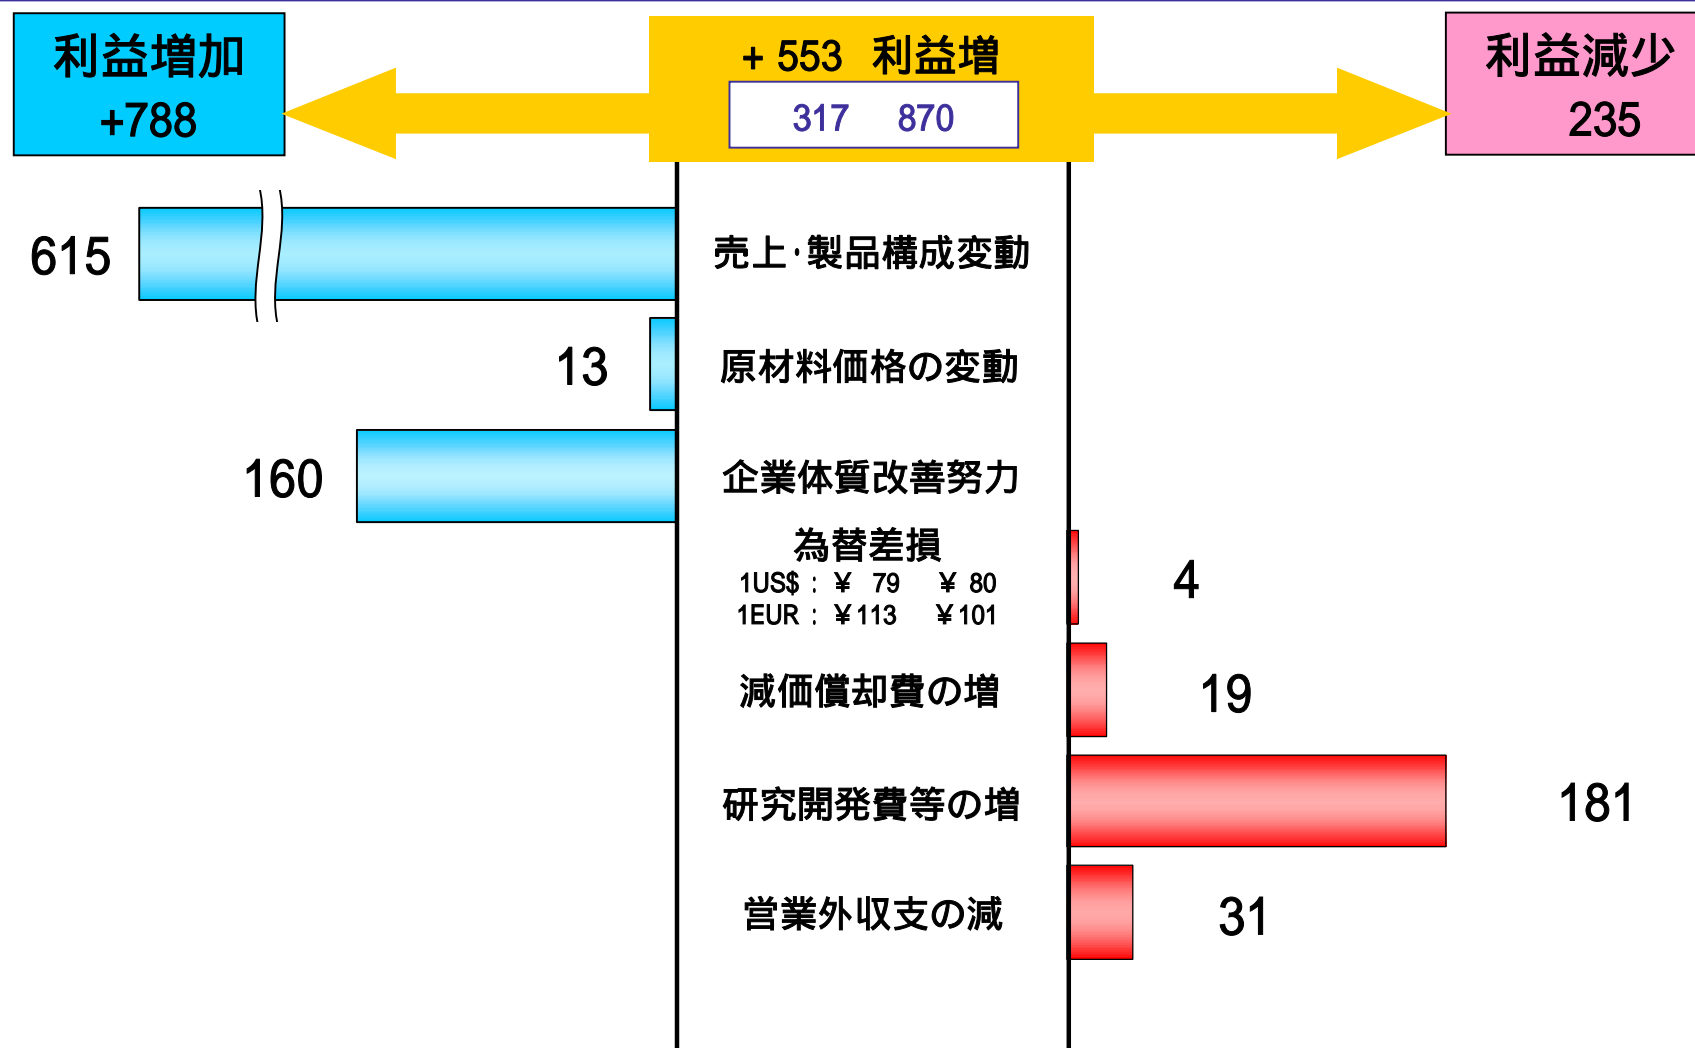 利益増加
+788
+ 553 利益増
317 870
利益減少
235
615
売上・製品構成変動
13
原材料価格の変動
160
企業体質改善努力
為替差損
1US$ : ¥ 79 ¥ 80
1EUR : ¥113 ¥101
4
減価償却費の増
19
研究開発費等の増
181
営業外収支の減
31